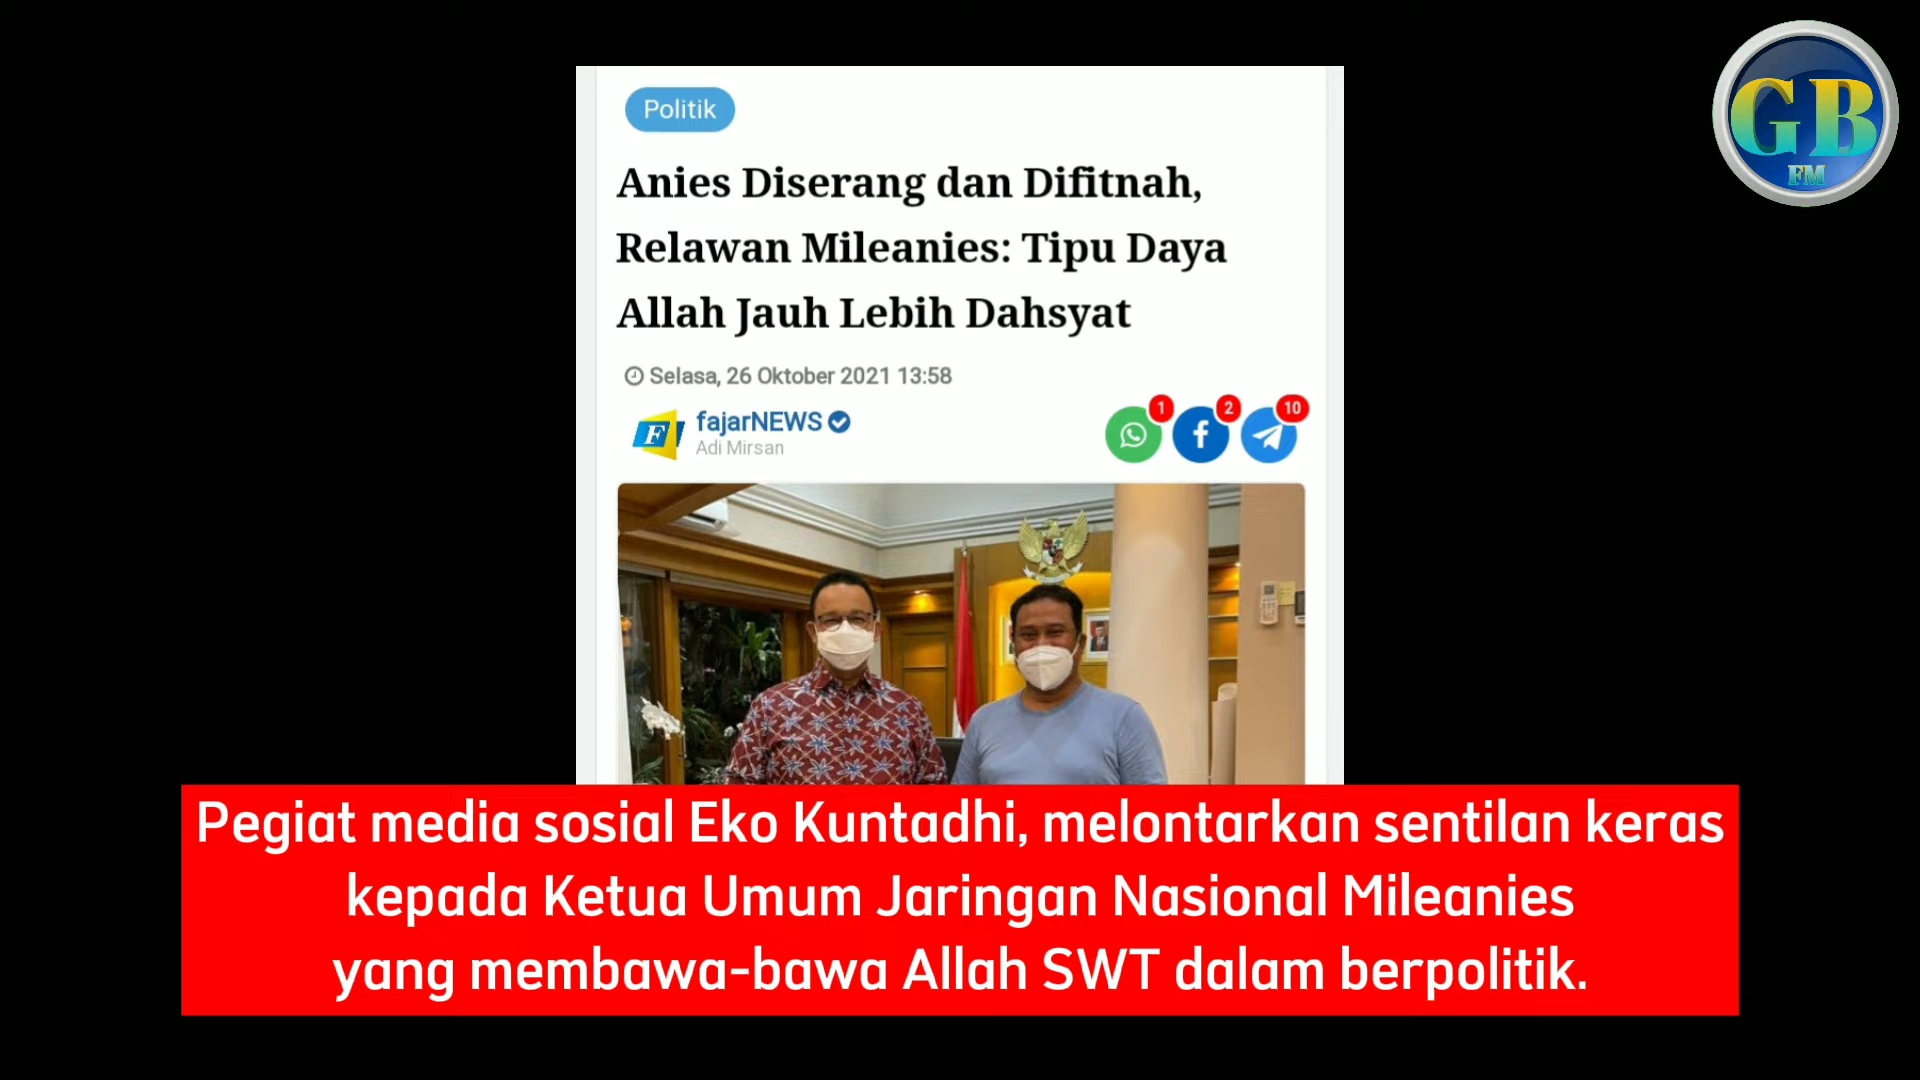 GB
FM
Politik
Anies Diserang dan Difitnah,
Relawan Mileanies: Tipu Daya
Allah Jauh Lebih Dahsyat
Selasa, 26 Oktober 2021 13:58
F
fajarNEWS
Adi Mirsan
1
2
10
Pegiat media sosial Eko Kuntadhi, melontarkan sentilan keras
kepada Ketua Umum Jaringan Nasional Mileanies
yang membawa-bawa Allah SWT dalam berpolitik.